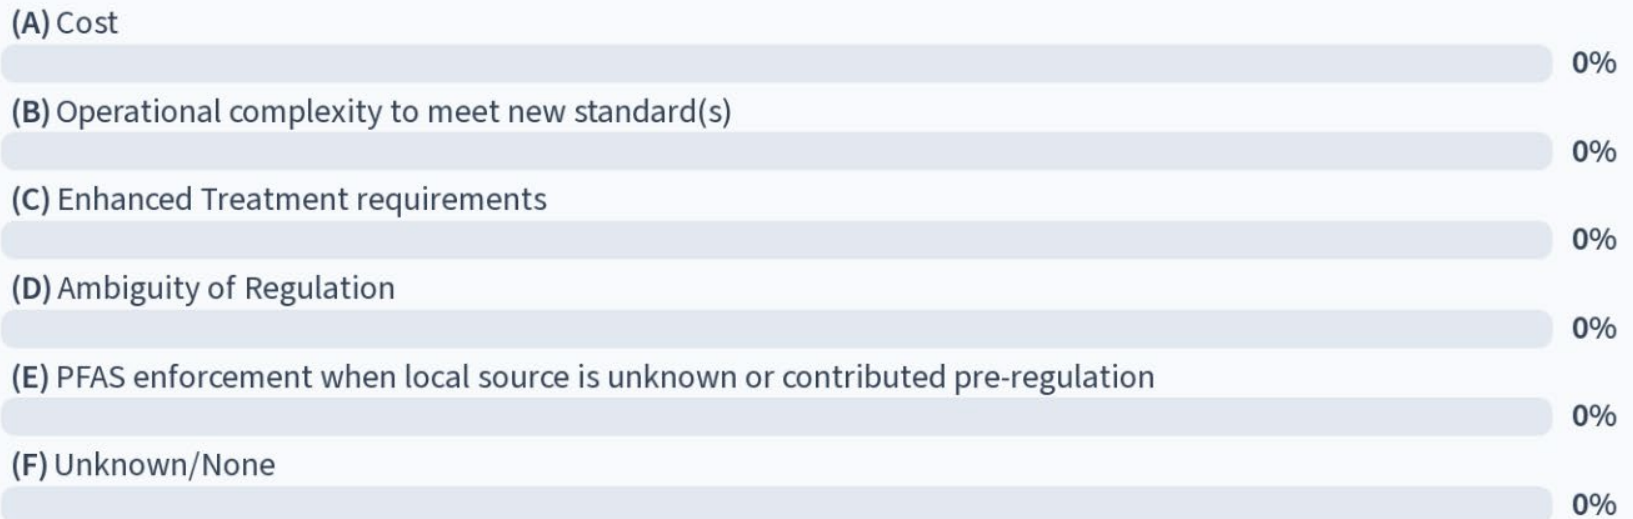 (A) Cost
0%
(B) Operational complexity to meet new standard(s)
0%
(C) Enhanced Treatment requirements
0%
(D) Ambiguity of Regulation
0%
(E) PFAS enforcement when local source is unknown or contributed pre-regulation
0%
(F) Unknown/None
0%